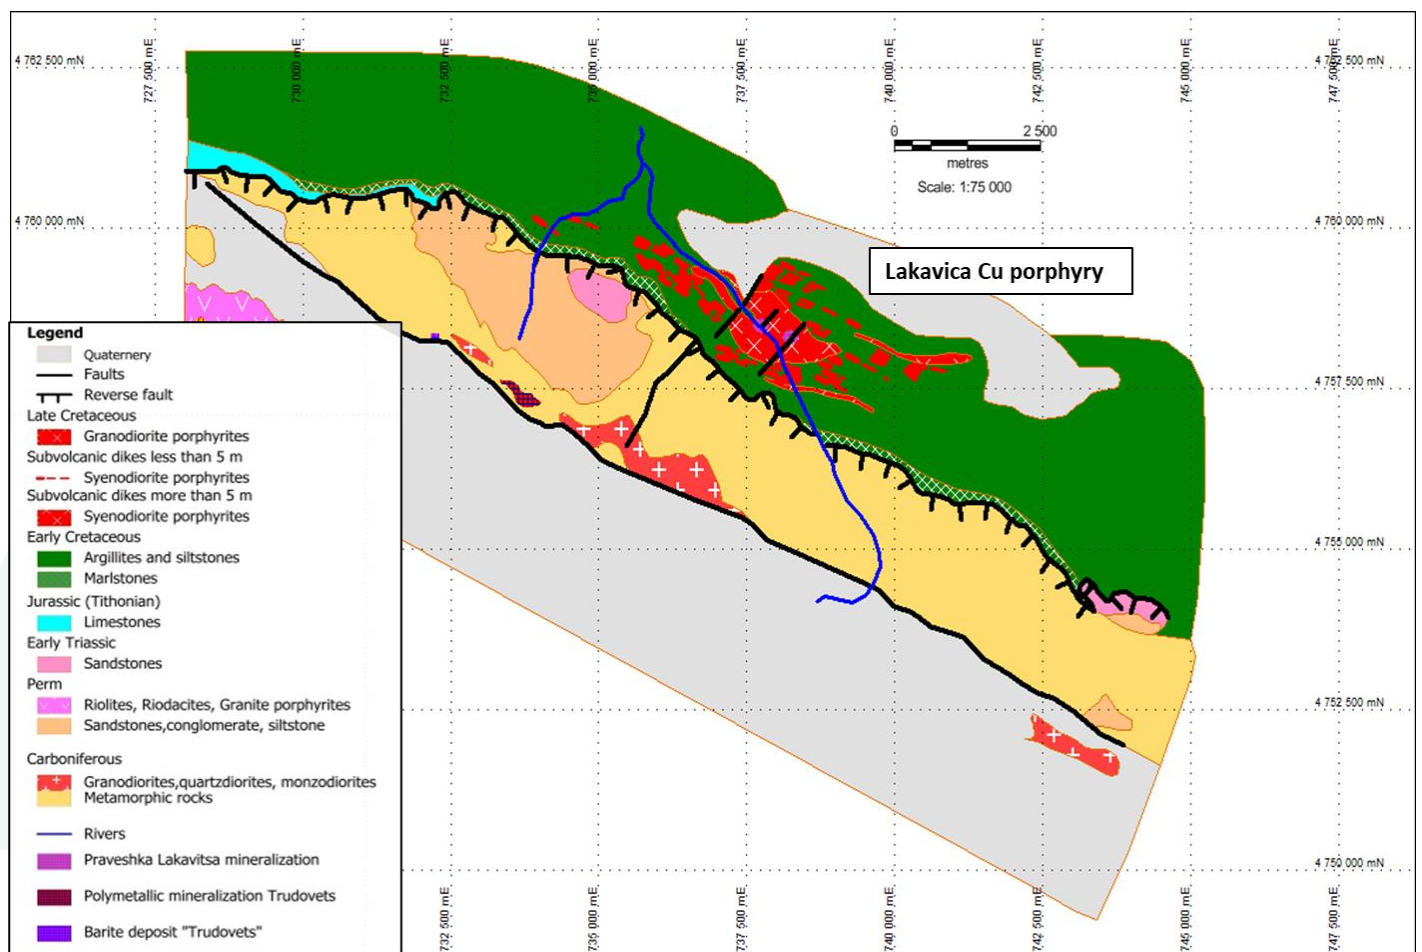 727 500 mE
730 000 mE
732 500 mE
735 000 mE
737 500 mE
740 000 mE
742 500 mE
745 000 mE
747 500 mE
4 762 500 mN
4 762 500 mN
0 2 500
metres
Scale: 1:75 000
4 760 000 mN
4 760 000 mN
Lakavica Cu porphyry
4 757 500 mN
4 755 000 mN
4 752 500 mN
4 750 000 mN
Legend
Quaternery
Faults
Reverse fault
Late Cretaceous
Granodiorite porphyrites
Subvolcanic dikes less than 5 m
Syenodiorite porphyrites
Subvolcanic dikes more than 5 m
Syenodiorite porphyrites
Early Cretaceous
Argillites and siltstones
Marlstones
Jurassic (Tithonian)
Limestones
Early Triassic
Sandstones
Perm
Riolites, Riodacites, Granite porphyrites
Sandstones,conglomerate, siltstone
Carboniferous
Granodiorites,quartzdiorites, monzodiorites
Metamorphic rocks
Rivers
Praveshka Lakavitsa mineralization
Polymetallic mineralization Trudovets
Barite deposit "Trudovets"
732 500 mE
735 000 mE
737 500 mE
740 000 mE
742 500 mE
745 000 mE
747 500 mE